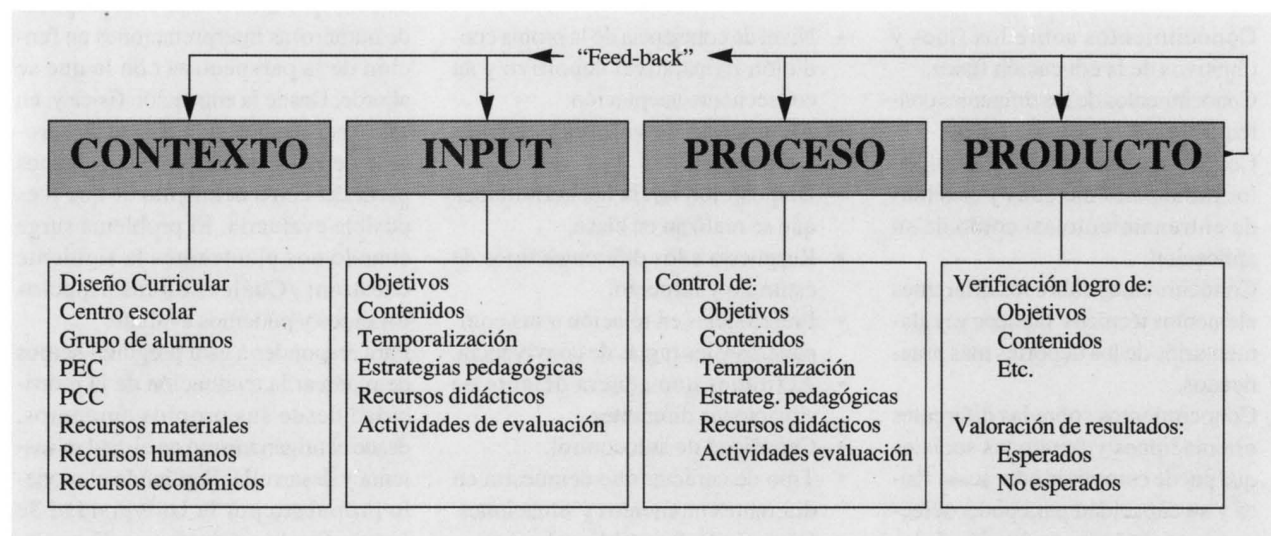 "Feed-back"
CONTEXTO
INPUT
PROCESO
PRODUCTO
Diseño Curricular
Centro escolar
Grupo de alumnos
PEC
PCC
Recursos materiales
Recursos humanos
Recursos económicos
Objetivos
Contenidos
Temporalización
Estrategias pedagógicas
Recursos didácticos
Actividades de evaluación
Control de:
Objetivos
Contenidos
Temporalización
Estrateg. pedagógicas
Recursos didácticos
Actividades evaluación
Verificación logro de:
Objetivos
Contenidos
Etc.
Valoración de resultados:
Esperados
No esperados